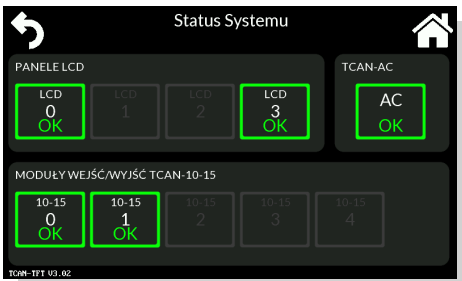 Status Systemu
PANELE LCD
LCD LCD LCD LCD
0 1 2 3
OK OK
TCAN-AC
AC
OK
MODUŁY WEJŚĆ/WYJŚĆ TCAN-10-15
10-15 10-15 10-15 10-15 10-15
0 1 2 3 4
OK OK
TCAN-TFT V3.02